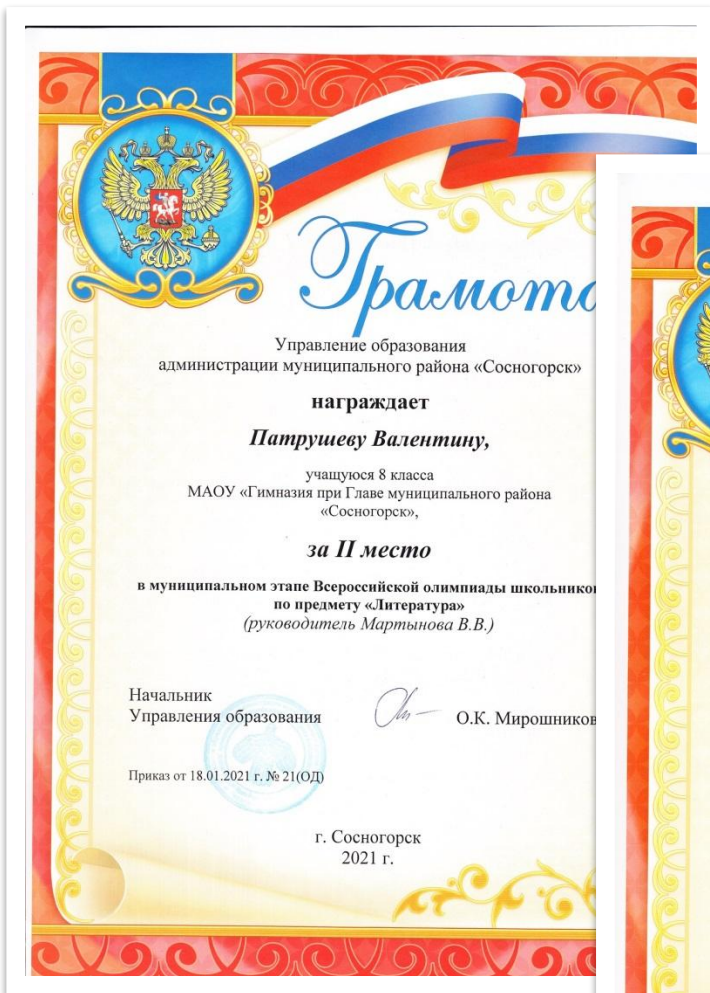 Грамота
Управление образования
администрации муниципального района «Сосногорск»
награждает
Патрушеву Валентину,
учащуюся 8 класса
МАОУ «Гимназия при Главе муниципального района
«Сосногорск»,
за II место
в муниципальном этапе Всероссийской олимпиады школьников
по предмету «Литература»
(руководитель Мартынова В.В.)
Начальник
Управления образования
О.К. Мирошников
Приказ от 18.01.2021 г. № 21(ОД)
г. Сосногорск
2021 г.